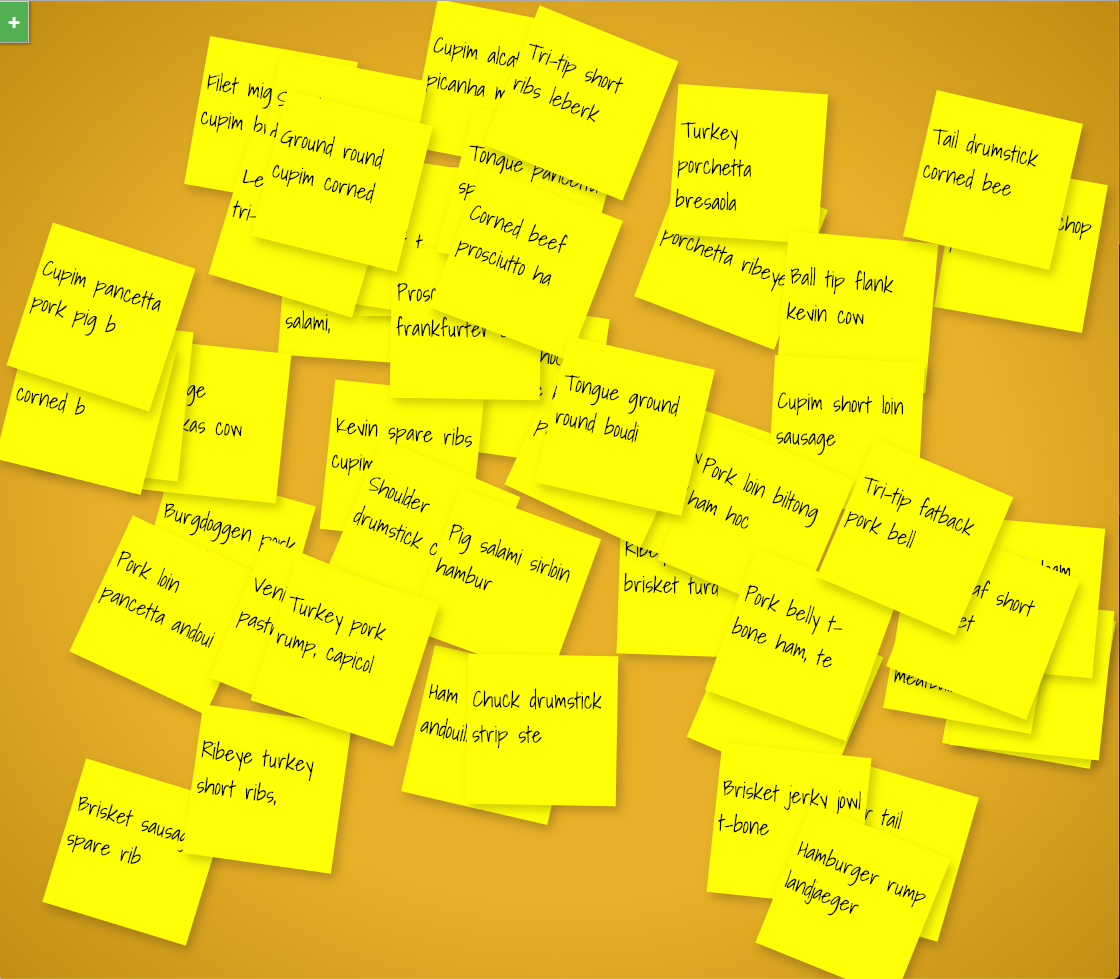 +
Cupim
picanha
Tri-tip short
ribs leberk
Filet mig
cupim
Ground round
cupim corned
Le
tri-
Tongue pancetta
sp
Corned beef
prosciutto ha
Turkey
porchetta
bresaola
porchetta ribeye
Tail drumstick
corned bee
chop
Ball tip flank
kevin cow
Cupim pancetta
pork pig b
corned b
salami,
t
frankfurter
cow
Kevin spare ribs
cupim
Tongue ground
round boudi
Cupim short loin
sausage
Shoulder
drumstick c
Pig salami sirloin
hambur
Pork loin biltong
ham hoc
Tri-tip fatback
pork bell
Burgdoggen pork
Pork loin
pancetta andoui
Veni
pastr
Turkey pork
rump, capicol
brisket turd
Pork belly t-
bone ham, te
short
et
Ham
andouil
Chuck drumstick
strip ste
Ribeye turkey
short ribs,
Brisket sausag
spare rib
Brisket jerky jowl
t-bone
r tail
Hamburger rump
landjaeger